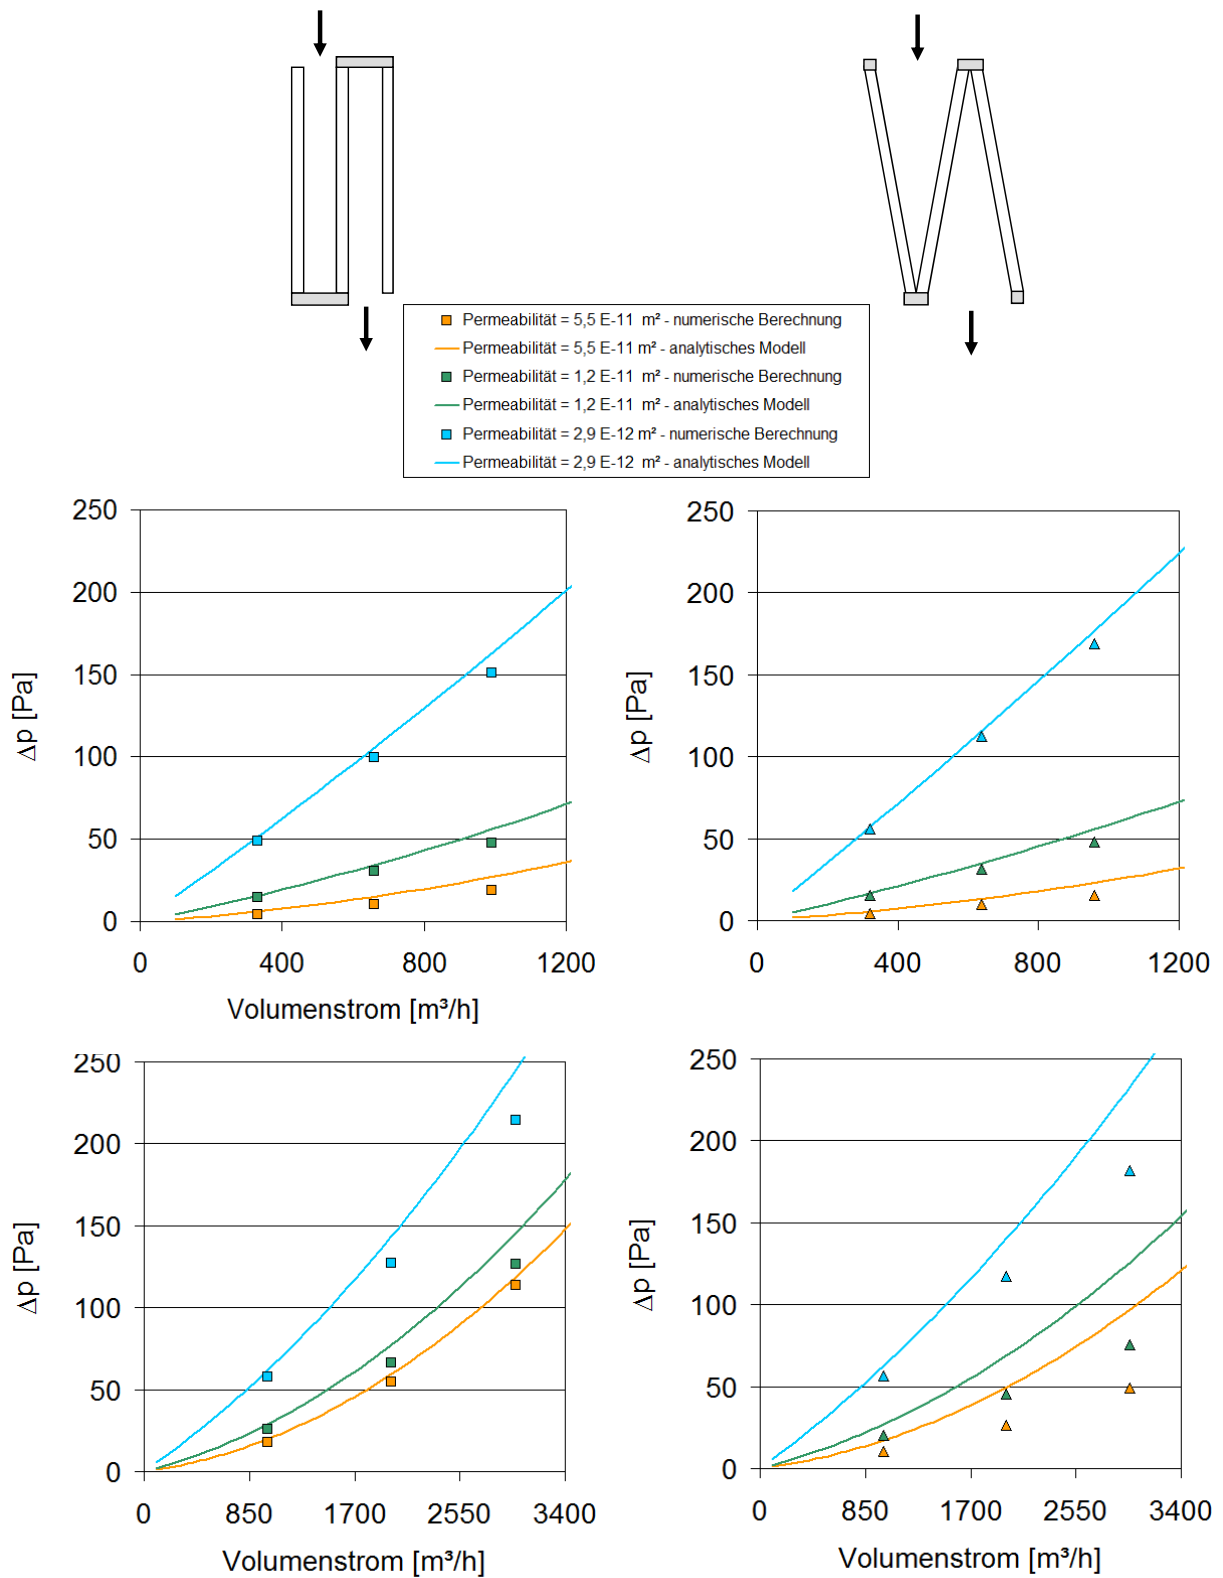 Permeabilität = 5,5 E-11 m² - numerische Berechnung
Permeabilität = 5,5 E-11 m² - analytisches Modell
Permeabilität = 1,2 E-11 m² - numerische Berechnung
Permeabilität = 1,2 E-11 m² - analytisches Modell
Permeabilität = 2,9 E-12 m² - numerische Berechnung
Permeabilität = 2,9 E-12 m² - analytisches Modell
250
200
150
100
50
0
Δp [Pa]
0 400 800 1200
Volumenstrom [m³/h]
250
200
150
100
50
0
Δp [Pa]
0 400 800 1200
250
200
150
100
50
0
Δp [Pa]
0 850 1700 2550 3400
Volumenstrom [m³/h]
250
200
150
100
50
0
Δp [Pa]
0 850 1700 2550 3400
Volumenstrom [m³/h]